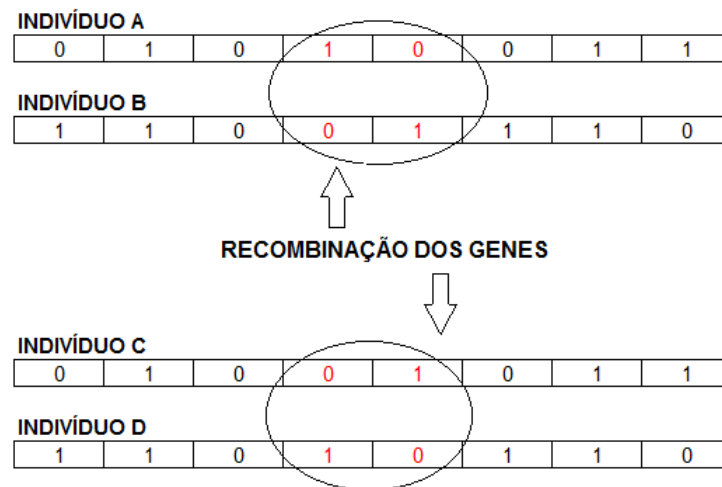 INDIVÍDUO A
0 1 0 1 0 0 1 1
INDIVÍDUO B
1 1 0 0 1 1 1 0
RECOMBINAÇÃO DOS GENES
INDIVÍDUO C
0 1 0 0 1 0 1 1
INDIVÍDUO D
1 1 0 1 0 1 1 0